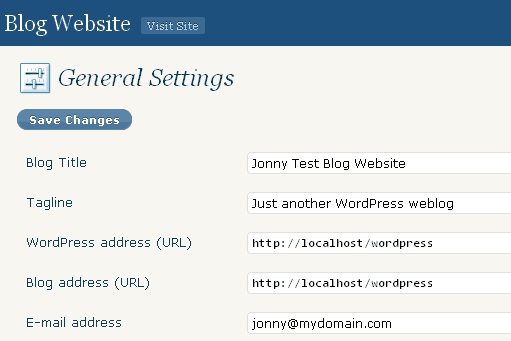 Blog Website Visit Site
General Settings
Save Changes
Blog Title Jonny Test Blog Website
Tagline Just another WordPress weblog
WordPress address (URL) http://localhost/wordpress
Blog address (URL) http://localhost/wordpress
E-mail address jonny@mydomain.com